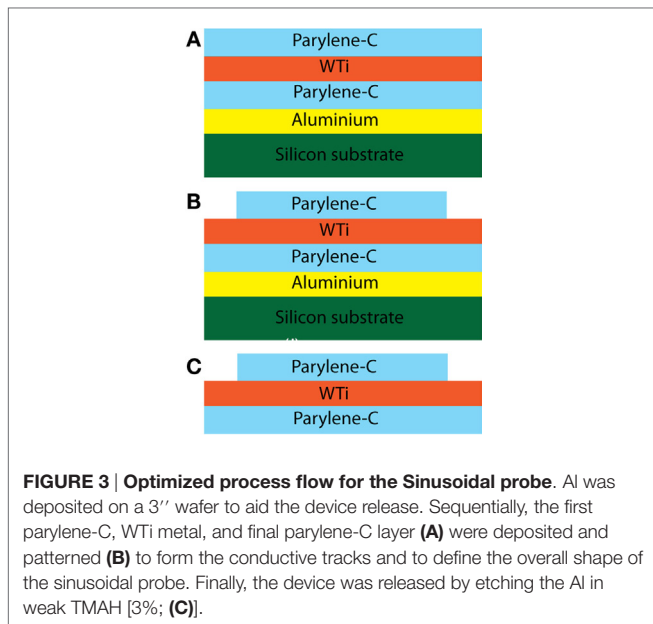 A
Parylene-C
WTi
Parylene-C
Aluminium
Silicon substrate
B
Parylene-C
WTi
Parylene-C
Aluminium
Silicon substrate
C
Parylene-C
WTi
Parylene-C
FIGURE 3 | Optimized process flow for the Sinusoidal probe. Al was
deposited on a 3′′ wafer to aid the device release. Sequentially, the first
parylene-C, WTi metal, and final parylene-C layer (A) were deposited and
patterned (B) to form the conductive tracks and to define the overall shape of
the sinusoidal probe. Finally, the device was released by etching the Al in
weak TMAH [3%; (C)].